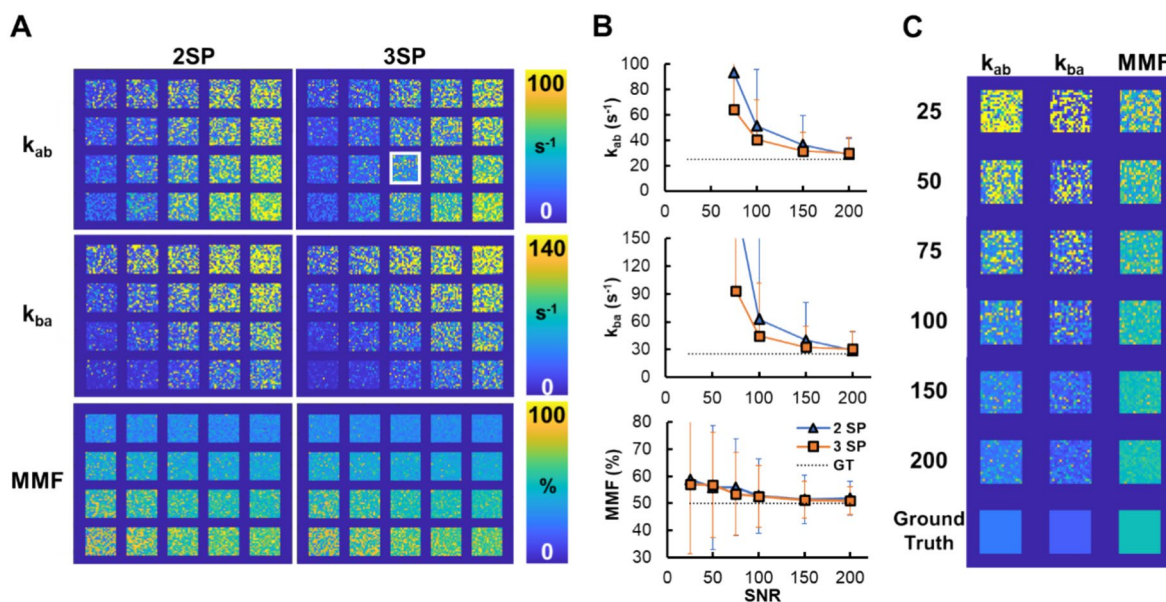 A
2SP
3SP
kab
100
s-1
0
kba
140
s-1
0
MMF
100
%
0
B
kab (s-1)
100
80
60
40
20
0
0 50 100 150 200
kba (s-1)
150
120
90
60
30
0
0 50 100 150 200
MMF (%)
90
80
70
60
50
40
30
2 SP
3 SP
GT
0 50 100 150 200
SNR
C
kab kba MMF
25
50
75
100
150
200
Ground
Truth